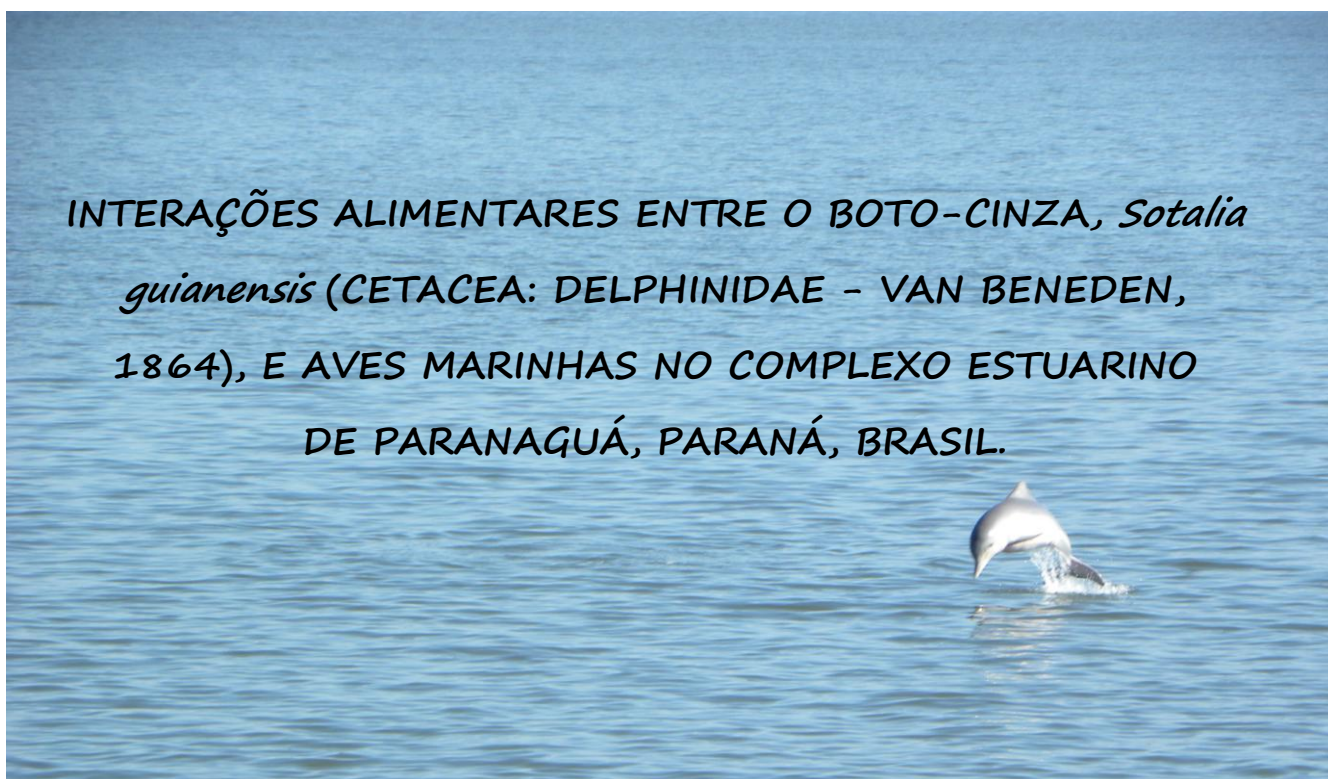 INTERAÇÕES ALIMENTARES ENTRE O BOTO-CINZA, Sotalia
guianensis (CETACEA: DELPHINIDAE - VAN BENEDEN,
1864), E AVES MARINHAS NO COMPLEXO ESTUARINO
DE PARANAGUÁ, PARANÁ, BRASIL.